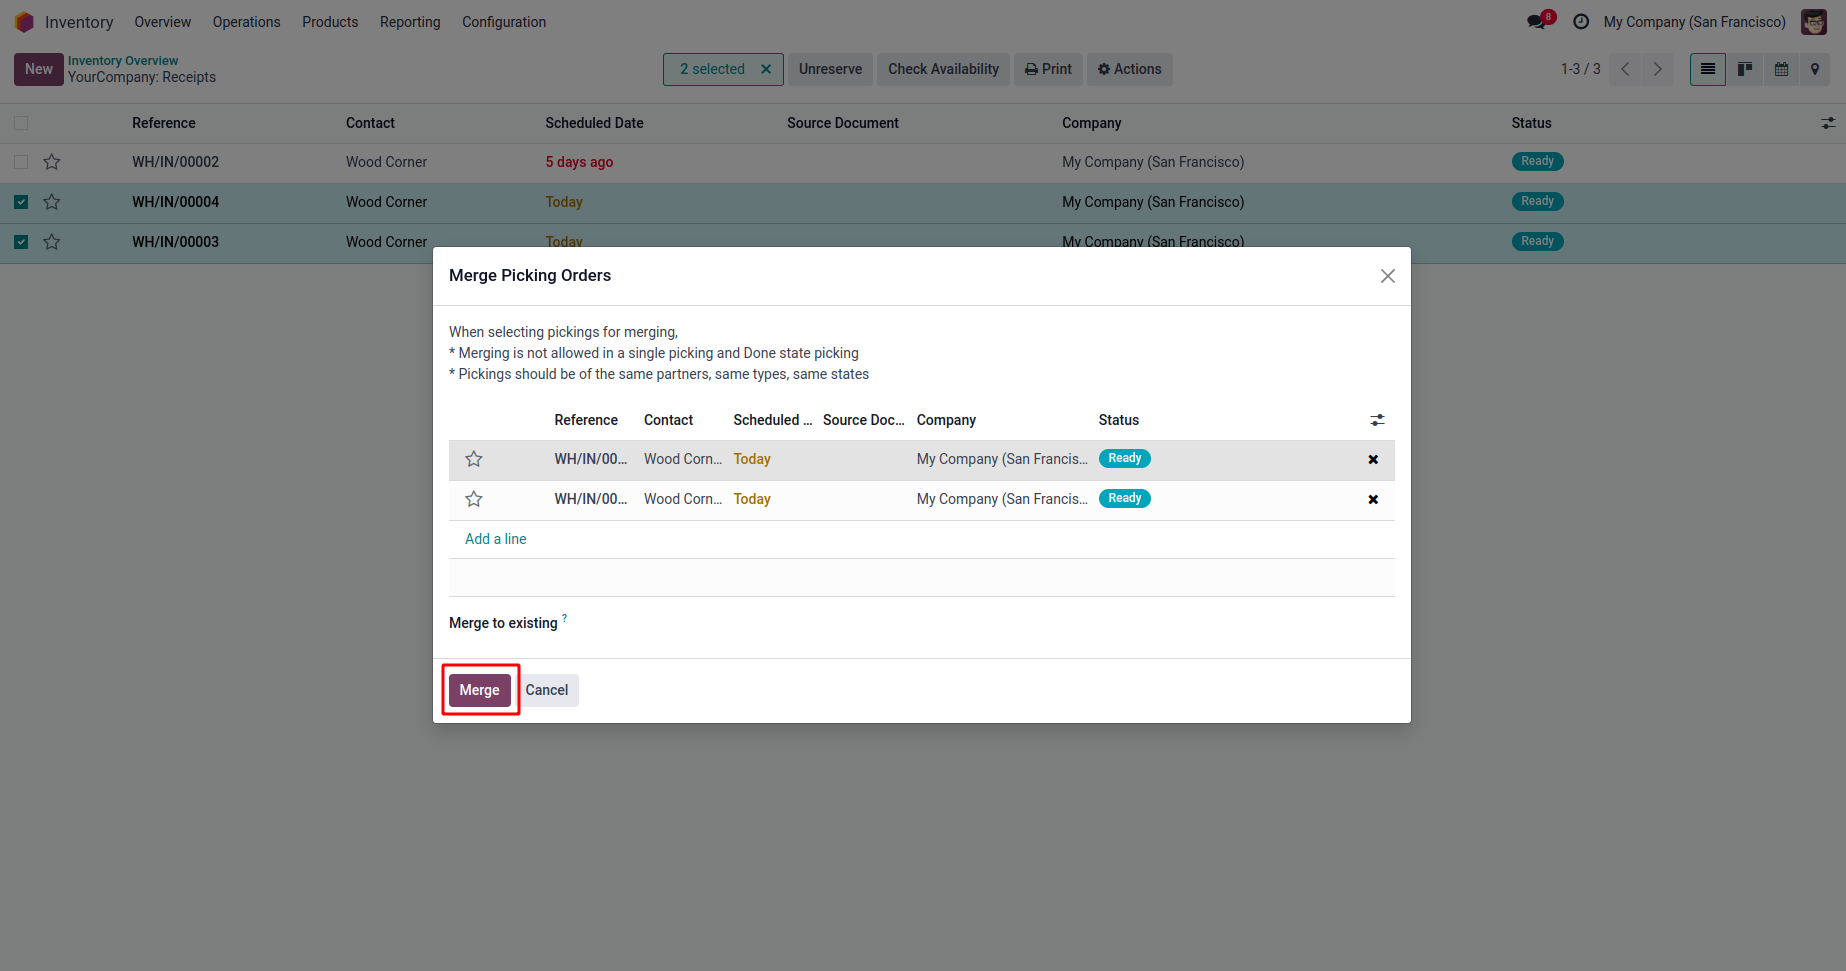 Inventory Overview Operations Products Reporting Configuration 8 My Company (San Francisco)
New Inventory Overview 2 selected Unreserve Check Availability Print Actions 1-3 / 3
YourCompany: Receipts
Reference Contact Scheduled Date Source Document Company Status
WH/IN/00002 Wood Corner 5 days ago My Company (San Francisco) Ready
WH/IN/00004 Wood Corner Today My Company (San Francisco) Ready
WH/IN/00003 Wood Corner Today My Company (San Francisco) Ready
Merge Picking Orders
When selecting pickings for merging,
* Merging is not allowed in a single picking and Done state picking
* Pickings should be of the same partners, same types, same states
Reference Contact Scheduled ... Source Doc... Company Status
WH/IN/00... Wood Corn... Today My Company (San Francis... Ready
WH/IN/00... Wood Corn... Today My Company (San Francis... Ready
Add a line
Merge to existing ?
Merge Cancel